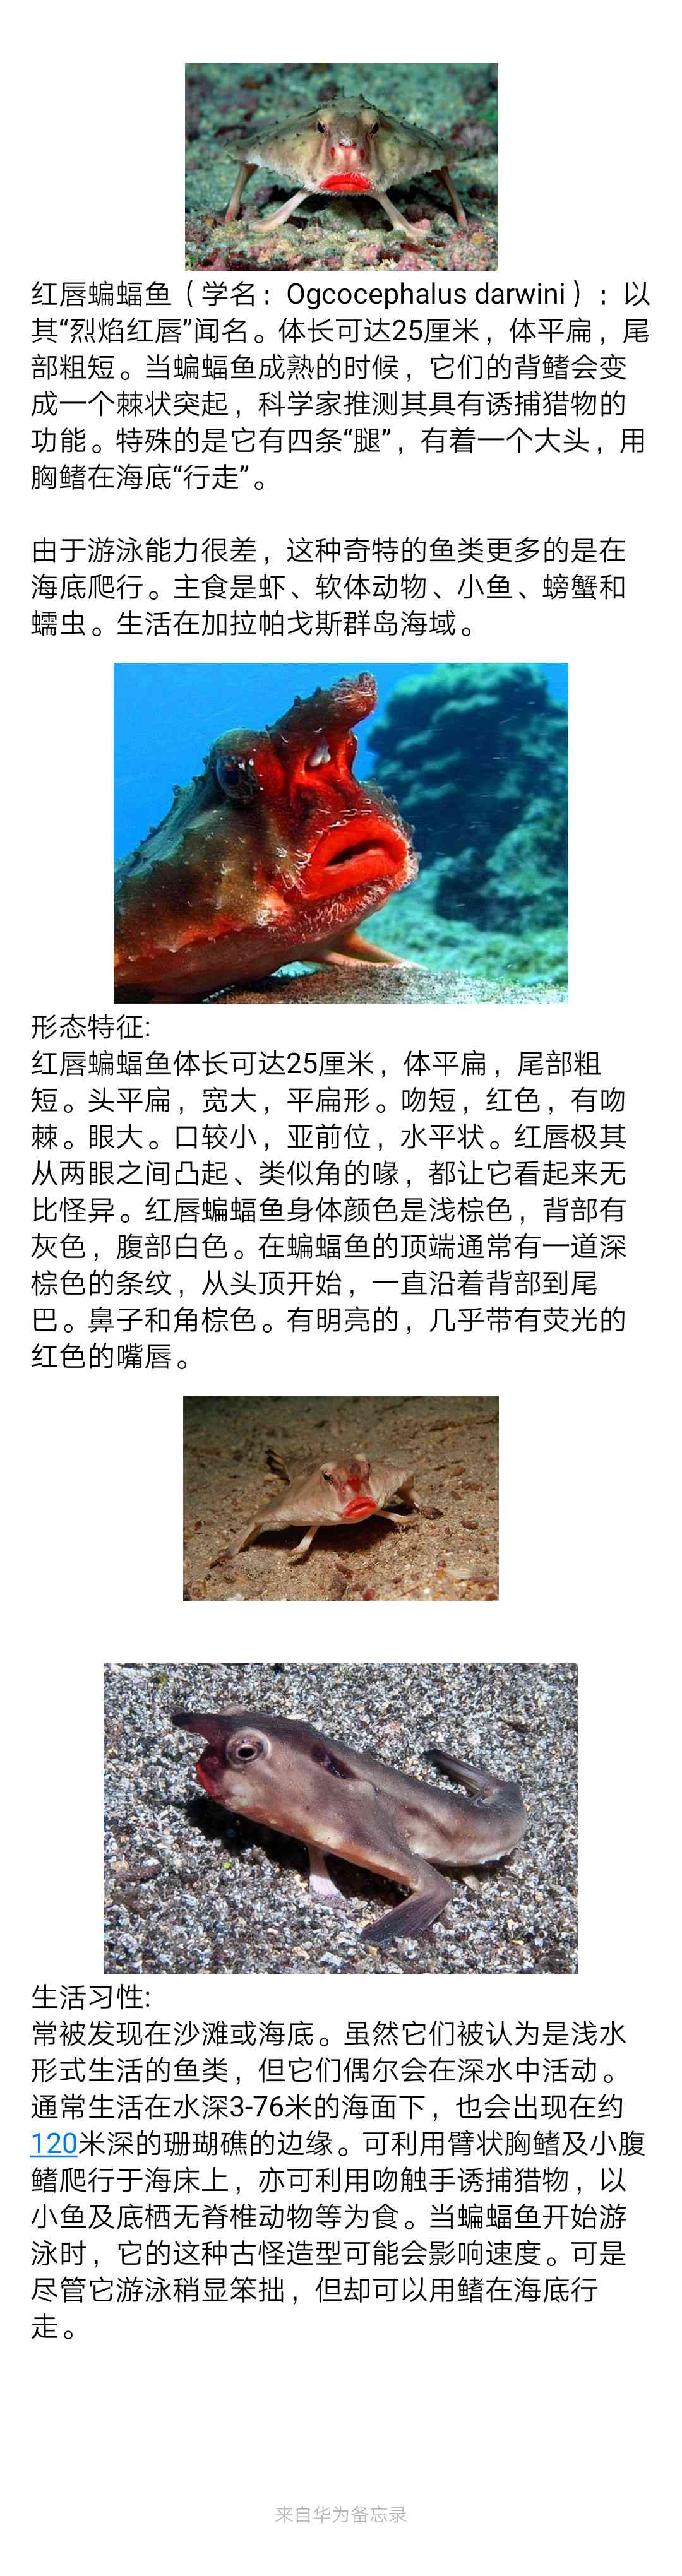 红唇蝙蝠鱼（学名：Ogcocephalus darwini）：以
其“烈焰红唇”闻名。体长可达25厘米，体平扁，尾
部粗短。当蝙蝠鱼成熟的时候，它们的背鳍会变
成一个棘状突起，科学家推测其具有诱捕猎物的
功能。特殊的是它有四条“腿”，有着一个大头，用
胸鳍在海底“行走”。
由于游泳能力很差，这种奇特的鱼类更多的是在
海底爬行。主食是虾、软体动物、小鱼、螃蟹和
蠕虫。生活在加拉帕戈斯群岛海域。
形态特征:
红唇蝙蝠鱼体长可达25厘米，体平扁，尾部粗
短。头平扁，宽大，平扁形。吻短，红色，有吻
棘。眼大。口较小，亚前位，水平状。红唇极其
从两眼之间凸起、类似角的喙，都让它看起来无
比怪异。红唇蝙蝠鱼身体颜色是浅棕色，背部有
灰色，腹部白色。在蝙蝠鱼的顶端通常有一道深
棕色的条纹，从头顶开始，一直沿着背部到尾
巴。鼻子和角棕色。有明亮的，几乎带有荧光的
红色的嘴唇。
生活习性:
常被发现在沙滩或海底。虽然它们被认为是浅水
形式生活的鱼类，但它们偶尔会在深水中活动。
通常生活在水深3-76米的海面下，也会出现在约
120米深的珊瑚礁的边缘。可利用臂状胸鳍及小腹
鳍爬行于海床上，亦可利用吻触手诱捕猎物，以
小鱼及底栖无脊椎动物等为食。当蝙蝠鱼开始游
泳时，它的这种古怪造型可能会影响速度。可是
尽管它游泳稍显笨拙，但却可以用鳍在海底行
走。
来自华为备忘录